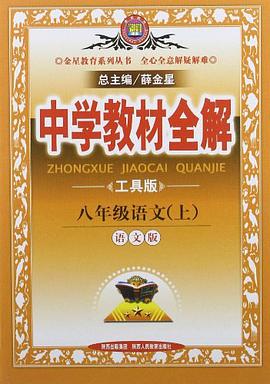 ◎金星教育系列丛书 全心全意解疑解难◎
总主编/薛金星
中学教材全解
ZHONGXUE JIAOCAI QUANJIE
工具版
八年级语文(上)
语文版
陕西出版集团 陕西人民教育出版社